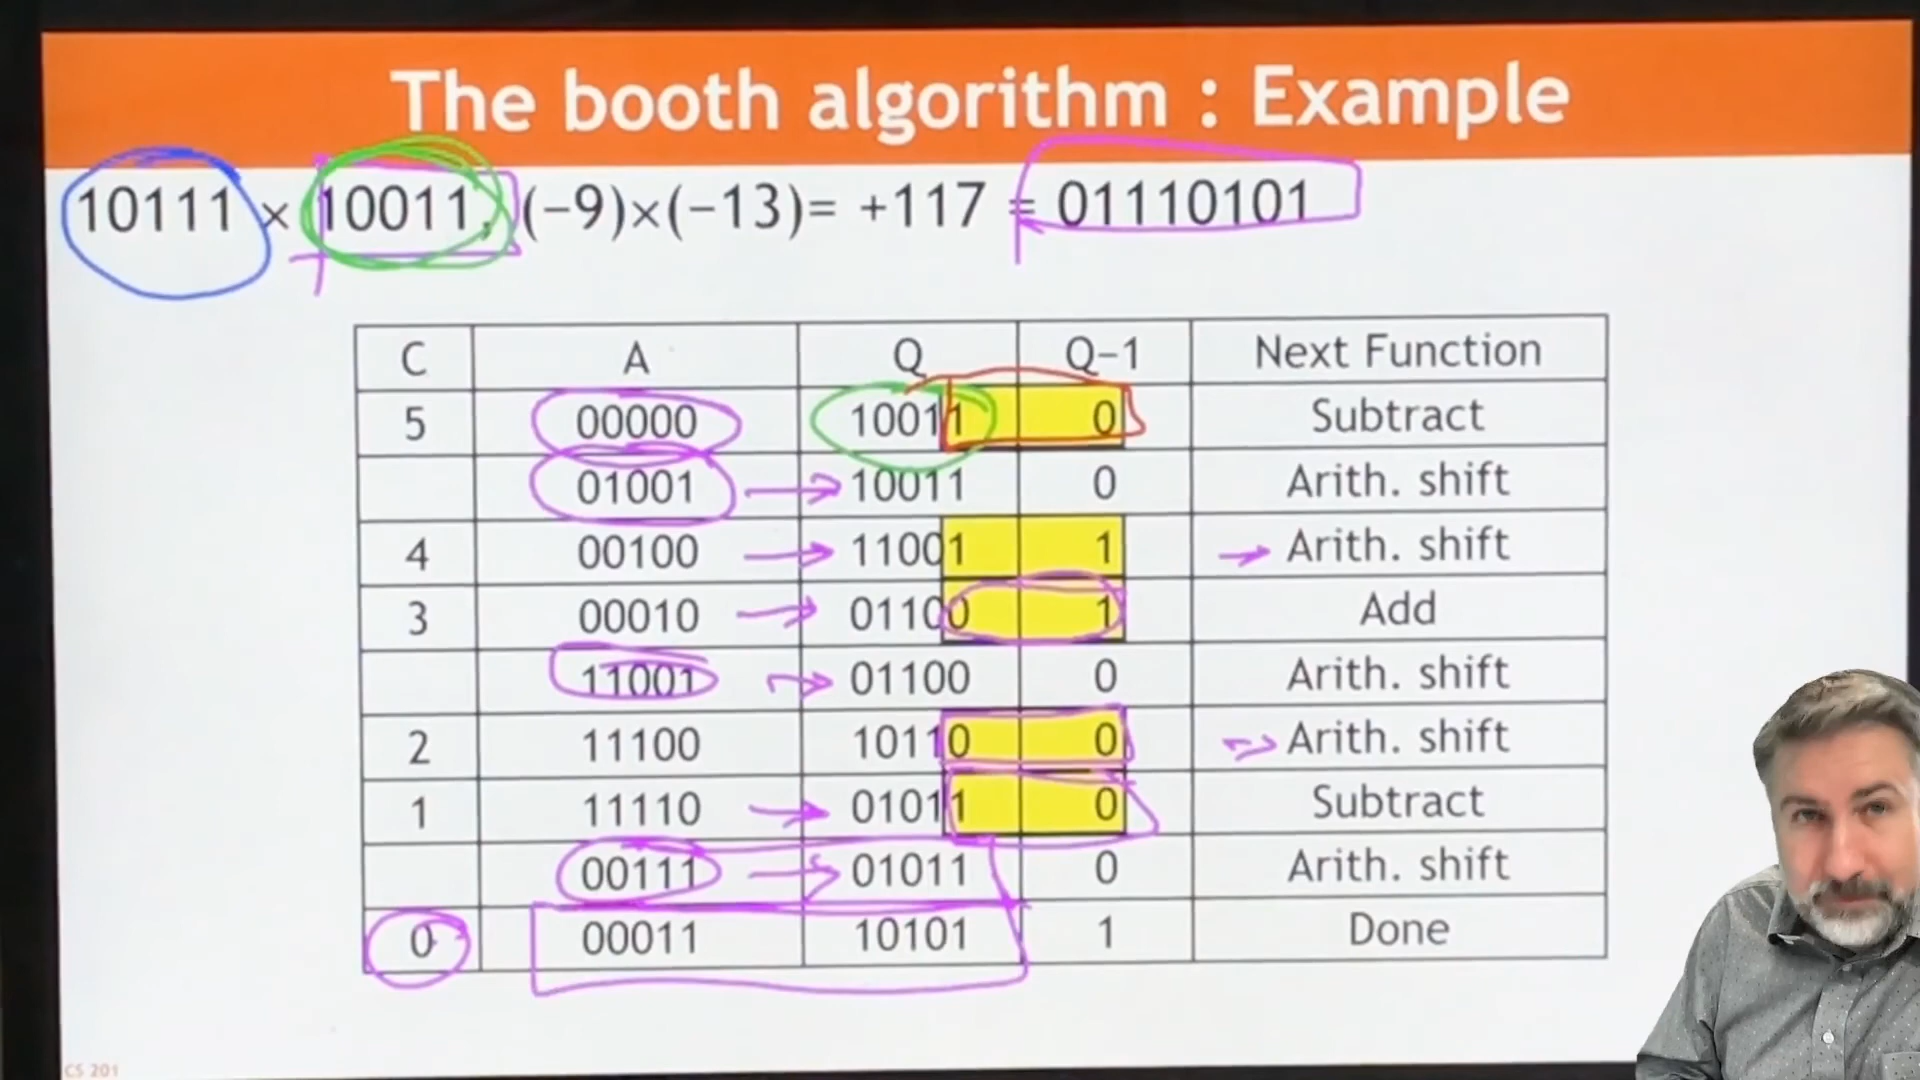 The booth algorithm : Example
10111 × 10011, (−9)×(−13)= +117 = 01110101
C A Q Q−1 Next Function
5 00000 10011 0 Subtract
01001 10011 0 Arith. shift
4 00100 11001 1 Arith. shift
3 00010 01100 1 Add
11001 01100 0 Arith. shift
2 11100 10110 0 Arith. shift
1 11110 01011 0 Subtract
00111 01011 0 Arith. shift
0 00011 10101 1 Done
CS 201